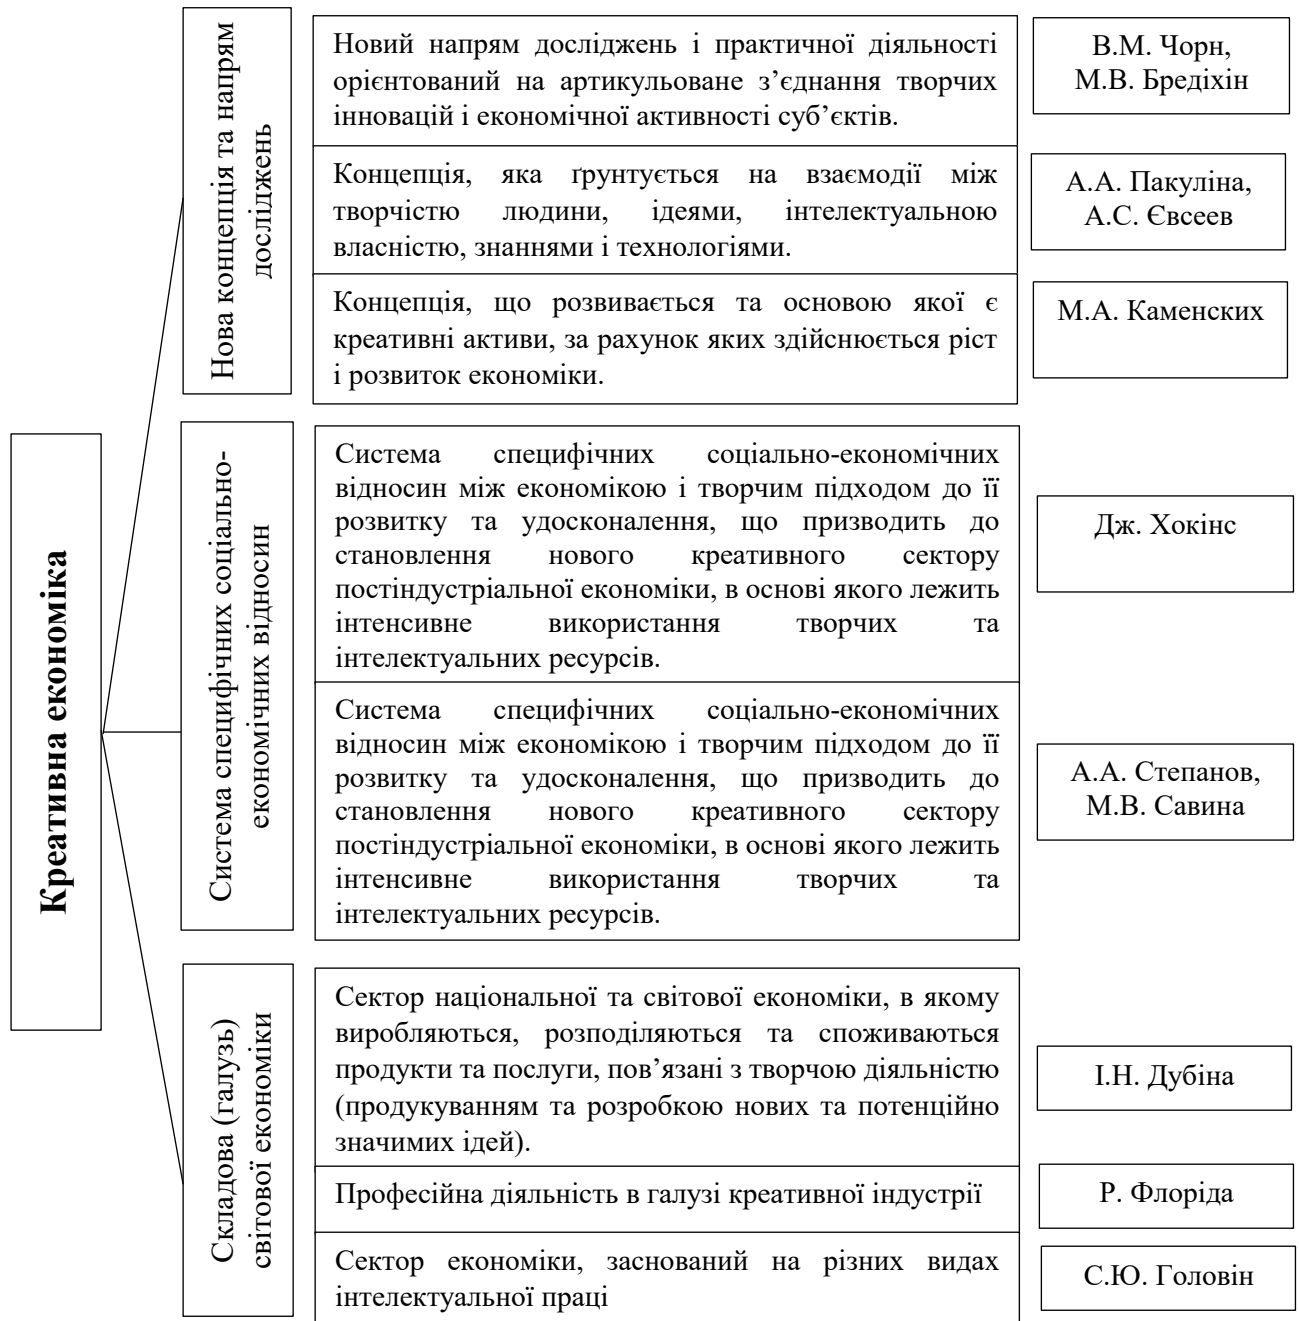 Креативна економіка
Нова концепція та напрям
досліджень
Новий напрям досліджень і практичної діяльності
орієнтований на артикульоване з’єднання творчих
інновацій і економічної активності суб’єктів.
В.М. Чорн,
М.В. Бредіхін
Концепція, яка ґрунтується на взаємодії між
творчістю людини, ідеями, інтелектуальною
власністю, знаннями і технологіями.
А.А. Пакуліна,
А.С. Євсеев
Концепція, що розвивається та основою якої є
креативні активи, за рахунок яких здійснюється ріст
і розвиток економіки.
М.А. Каменских
Система специфічних соціально-
економічних відносин
Система специфічних соціально-економічних
відносин між економікою і творчим підходом до її
розвитку та удосконалення, що призводить до
становлення нового креативного сектору
постіндустріальної економіки, в основі якого лежить
інтенсивне використання творчих та
інтелектуальних ресурсів.
Дж. Хокінс
Система специфічних соціально-економічних
відносин між економікою і творчим підходом до її
розвитку та удосконалення, що призводить до
становлення нового креативного сектору
постіндустріальної економіки, в основі якого лежить
інтенсивне використання творчих та
інтелектуальних ресурсів.
А.А. Степанов,
М.В. Савина
Складова (галузь)
світової економіки
Сектор національної та світової економіки, в якому
виробляються, розподіляються та споживаються
продукти та послуги, пов’язані з творчою діяльністю
(продукуванням та розробкою нових та потенційно
значимих ідей).
І.Н. Дубіна
Професійна діяльність в галузі креативної індустрії
Р. Флоріда
Сектор економіки, заснований на різних видах
інтелектуальної праці
С.Ю. Головін